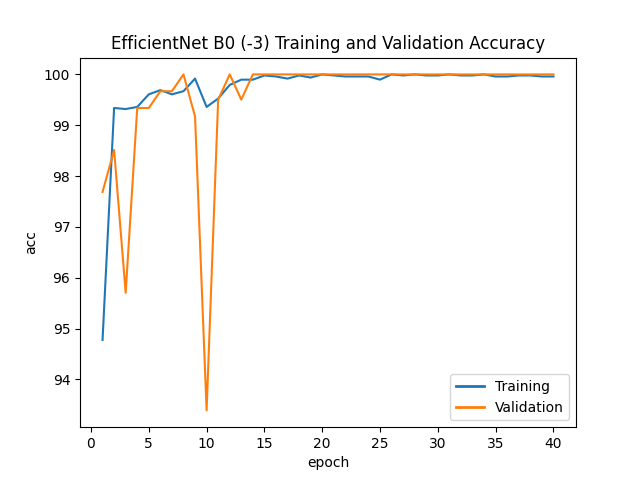 EfficientNet B0 (-3) Training and Validation Accuracy
100
99
98
97
96
95
94
acc
0 5 10 15 20 25 30 35 40
epoch
Training
Validation